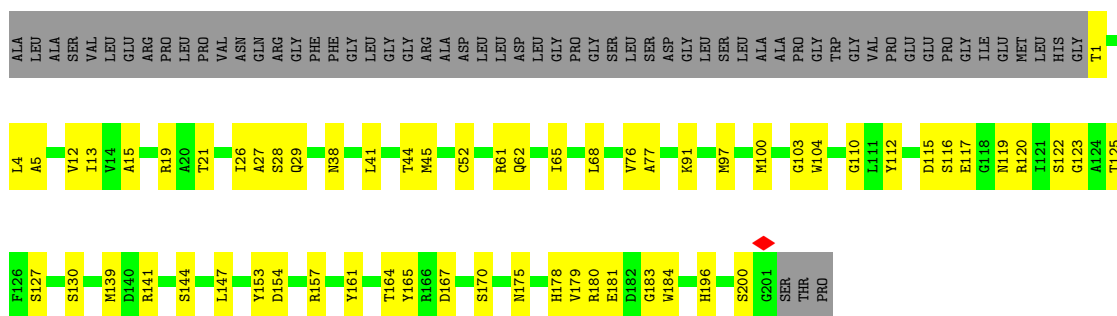 ALA LEU ALA SER VAL LEU GLU ARG PRO LEU PRO VAL ASN GLN ARG GLY PHE PHE GLY LEU GLY GLY ARG ALA ASP LEU LEU ASP LEU GLY PRO GLY SER LEU SER ASP GLY LEU SER LEU ALA ALA PRO GLY TRP GLY VAL PRO GLU GLU PRO GLY ILE GLU MET LEU HIS GLY T1
L4 A5 V12 I13 V14 A15 R19 A20 T21 I26 A27 S28 Q29 N38 L41 T44 M45 C52 R61 Q62 I65 L68 V76 A77 K91 M97 M100 G103 W104 G110 L111 Y112 D115 S116 E117 G118 N119 R120 I121 S122 G123 A124 T125
F126 S127 S130 M139 D140 R141 S144 L147 Y153 D154 R157 Y161 T164 Y165 R166 D167 S170 N175 H178 V179 R180 E181 D182 G183 W184 H196 S200 G201 SER THR PRO